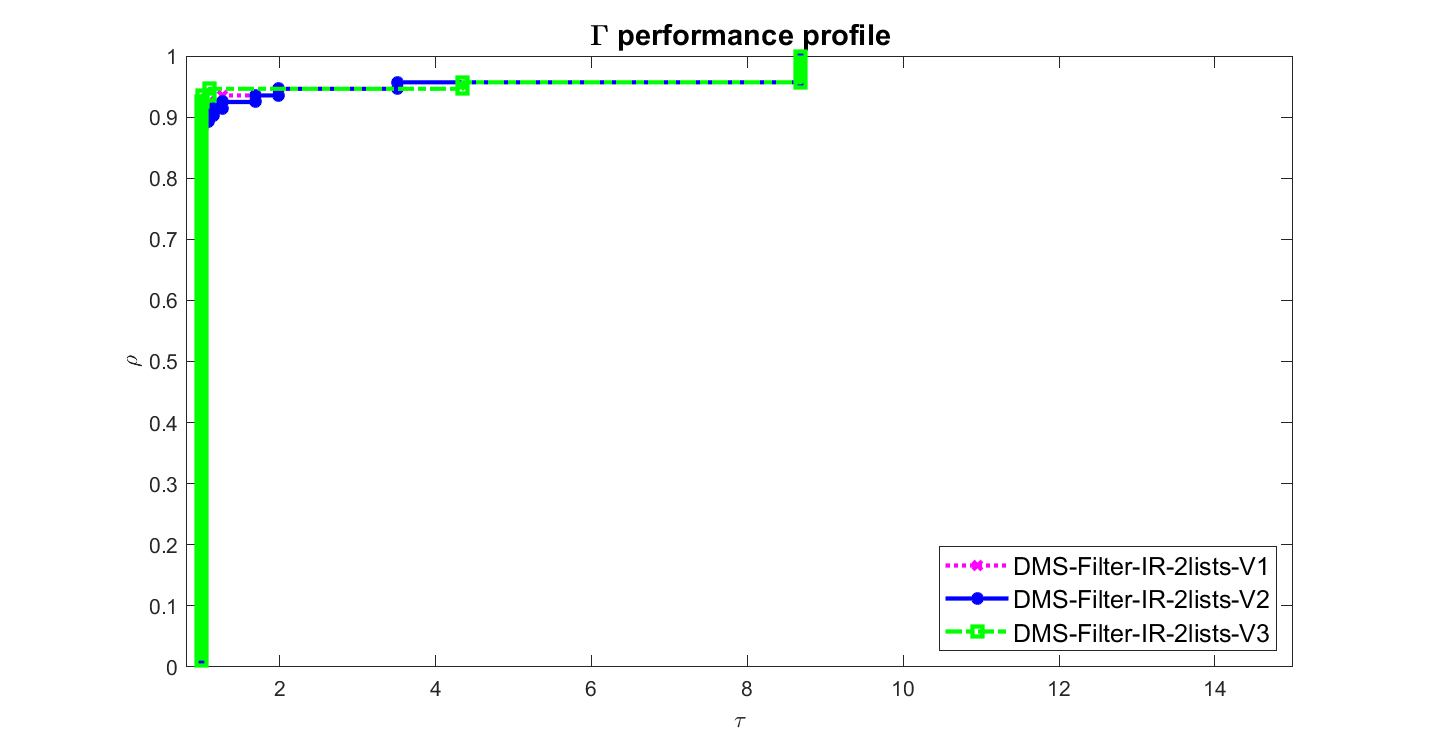 Γ performance profile
1
0.9
0.8
0.7
0.6
0.5
0.4
0.3
0.2
0.1
0
ρ
DMS-Filter-IR-2lists-V1
DMS-Filter-IR-2lists-V2
DMS-Filter-IR-2lists-V3
2 4 6 8 10 12 14
τ